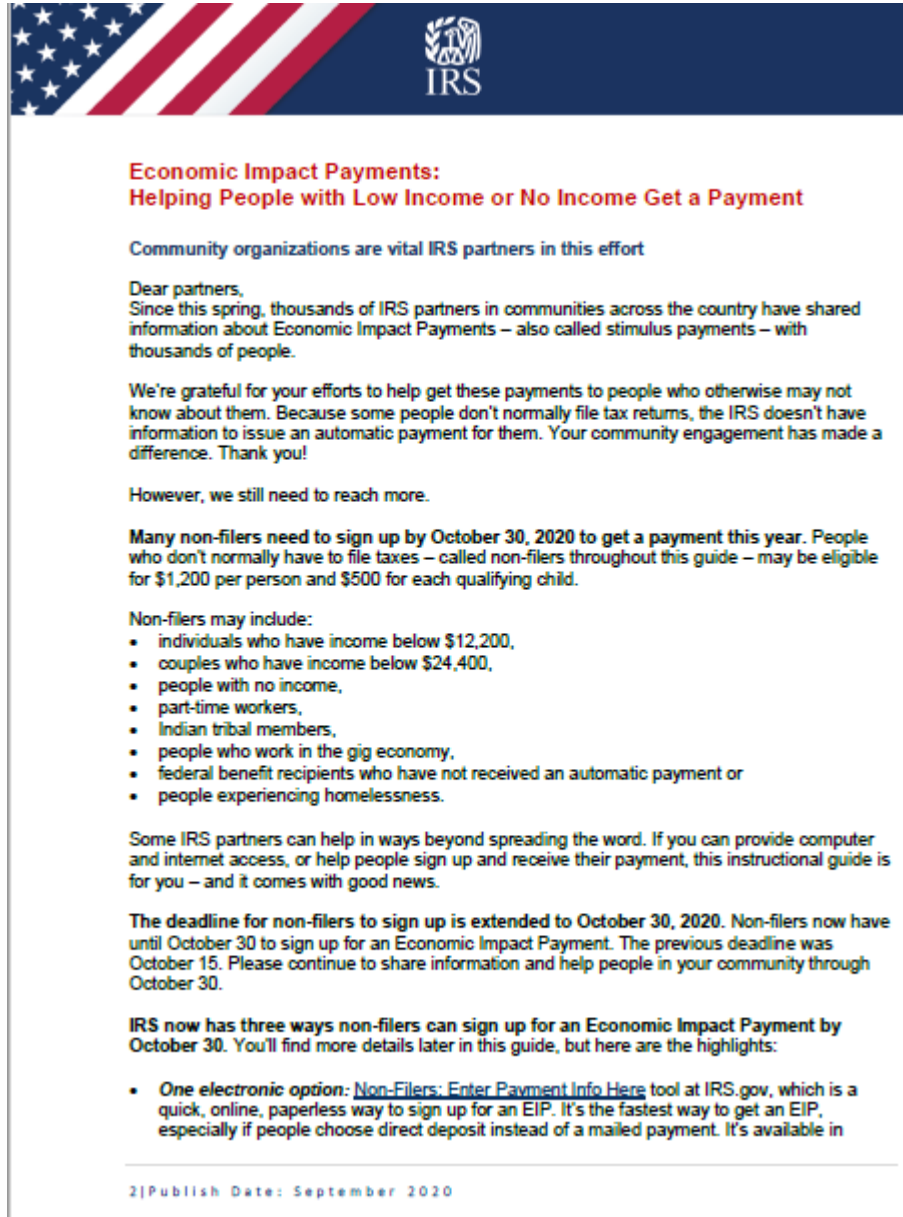 IRS
Economic Impact Payments:
Helping People with Low Income or No Income Get a Payment
Community organizations are vital IRS partners in this effort
Dear partners,
Since this spring, thousands of IRS partners in communities across the country have shared
information about Economic Impact Payments – also called stimulus payments – with
thousands of people.
We're grateful for your efforts to help get these payments to people who otherwise may not
know about them. Because some people don't normally file tax returns, the IRS doesn't have
information to issue an automatic payment for them. Your community engagement has made a
difference. Thank you!
However, we still need to reach more.
Many non-filers need to sign up by October 30, 2020 to get a payment this year. People
who don't normally have to file taxes – called non-filers throughout this guide – may be eligible
for $1,200 per person and $500 for each qualifying child.
Non-filers may include:
• individuals who have income below $12,200,
• couples who have income below $24,400,
• people with no income,
• part-time workers,
• Indian tribal members,
• people who work in the gig economy,
• federal benefit recipients who have not received an automatic payment or
• people experiencing homelessness.
Some IRS partners can help in ways beyond spreading the word. If you can provide computer
and internet access, or help people sign up and receive their payment, this instructional guide is
for you – and it comes with good news.
The deadline for non-filers to sign up is extended to October 30, 2020. Non-filers now have
until October 30 to sign up for an Economic Impact Payment. The previous deadline was
October 15. Please continue to share information and help people in your community through
October 30.
IRS now has three ways non-filers can sign up for an Economic Impact Payment by
October 30. You'll find more details later in this guide, but here are the highlights:
• One electronic option: Non-Filers: Enter Payment Info Here tool at IRS.gov, which is a
quick, online, paperless way to sign up for an EIP. It's the fastest way to get an EIP,
especially if people choose direct deposit instead of a mailed payment. It's available in
2|Publish Date: September 2020